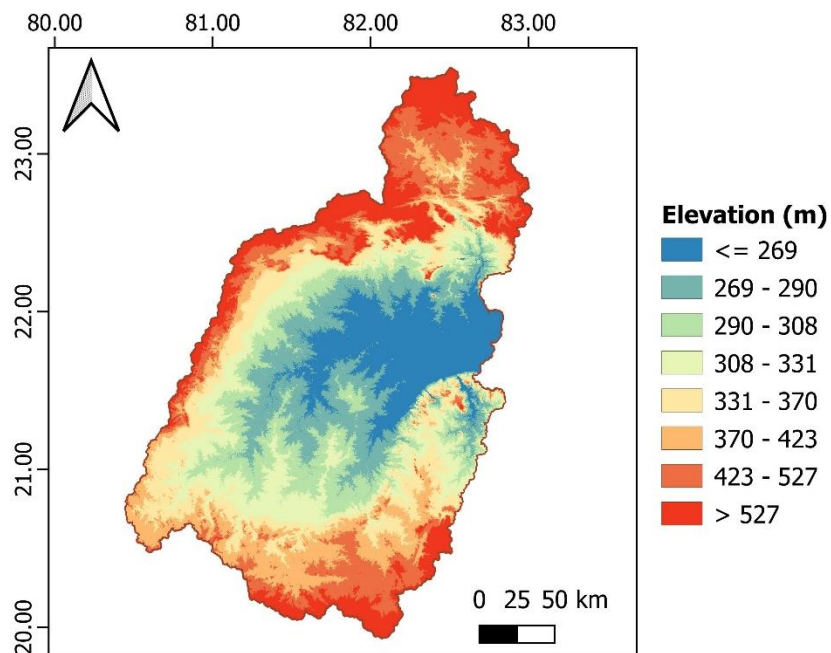 80.00 81.00 82.00 83.00
23.00
22.00
21.00
20.00
Elevation (m)
<= 269
269 - 290
290 - 308
308 - 331
331 - 370
370 - 423
423 - 527
> 527
0 25 50 km